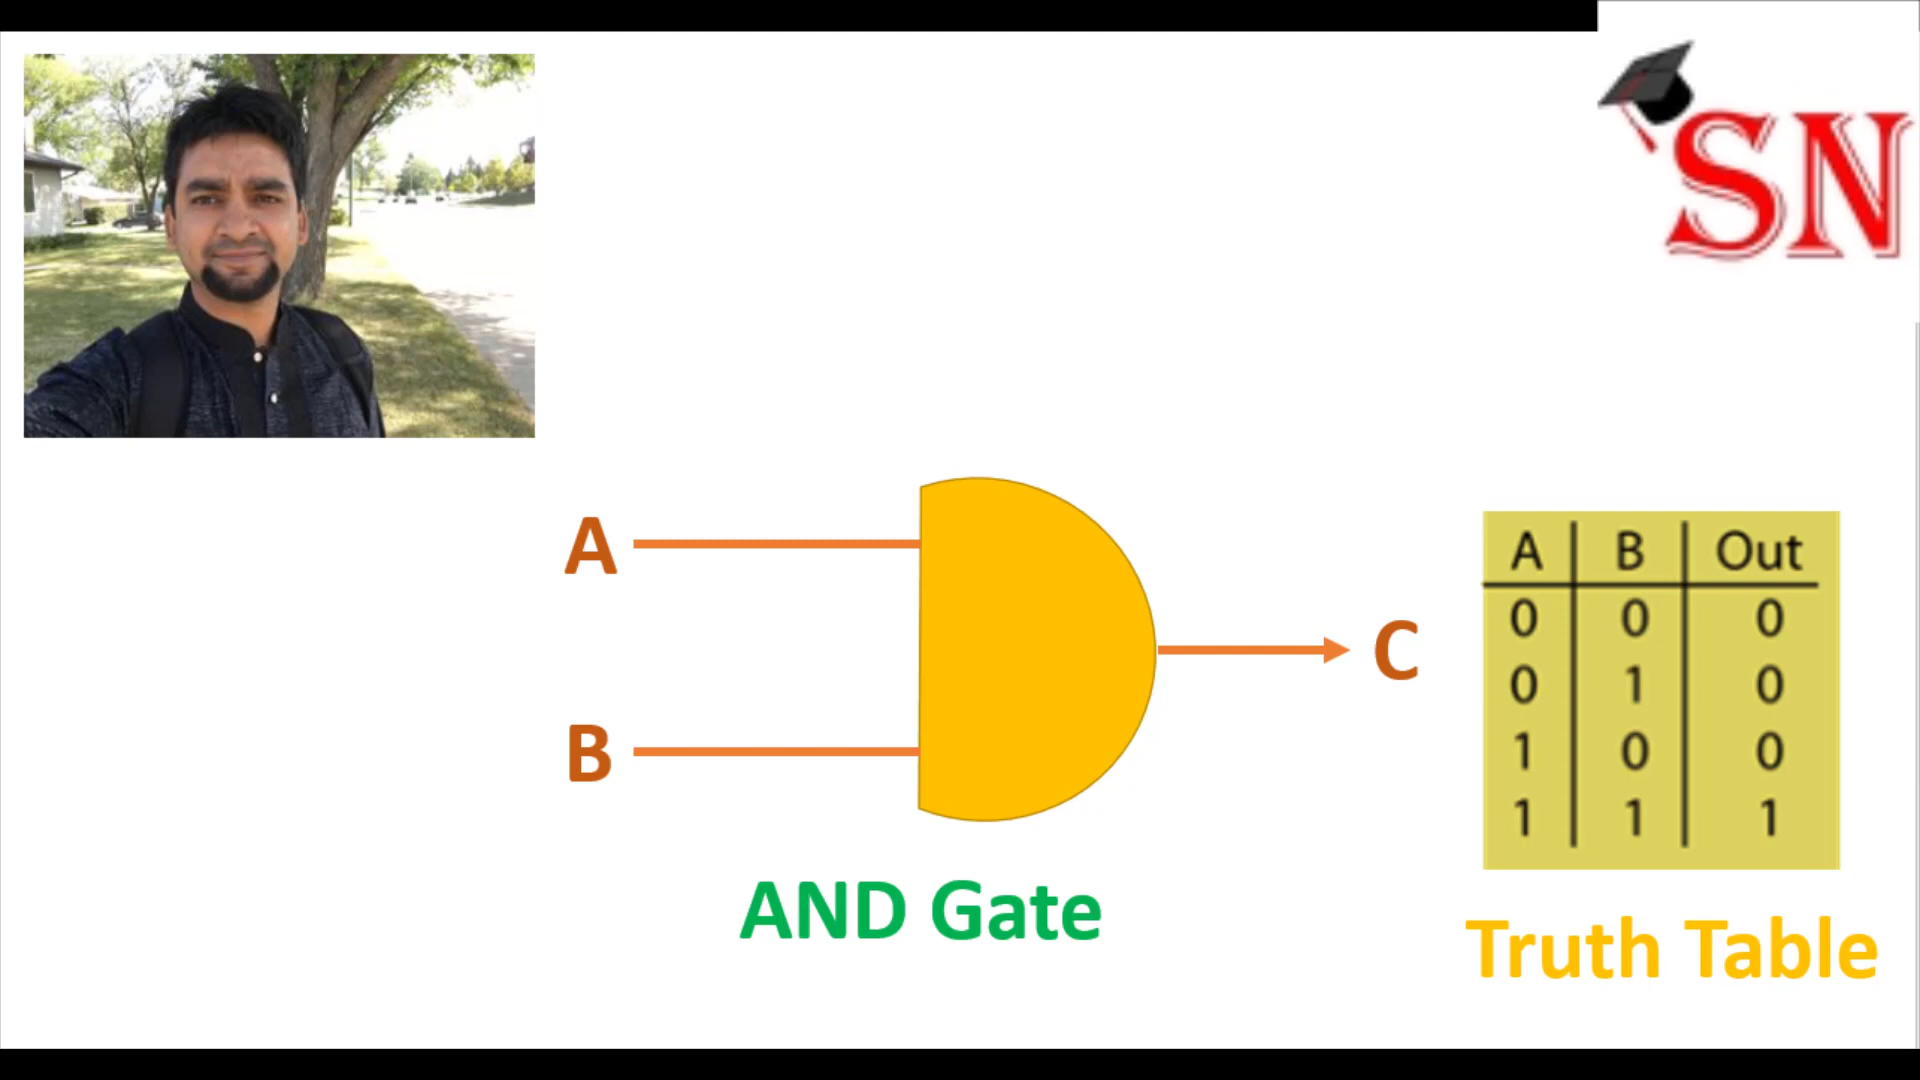 SN
A
B
C
AND Gate
A B Out
0 0 0
0 1 0
1 0 0
1 1 1
Truth Table